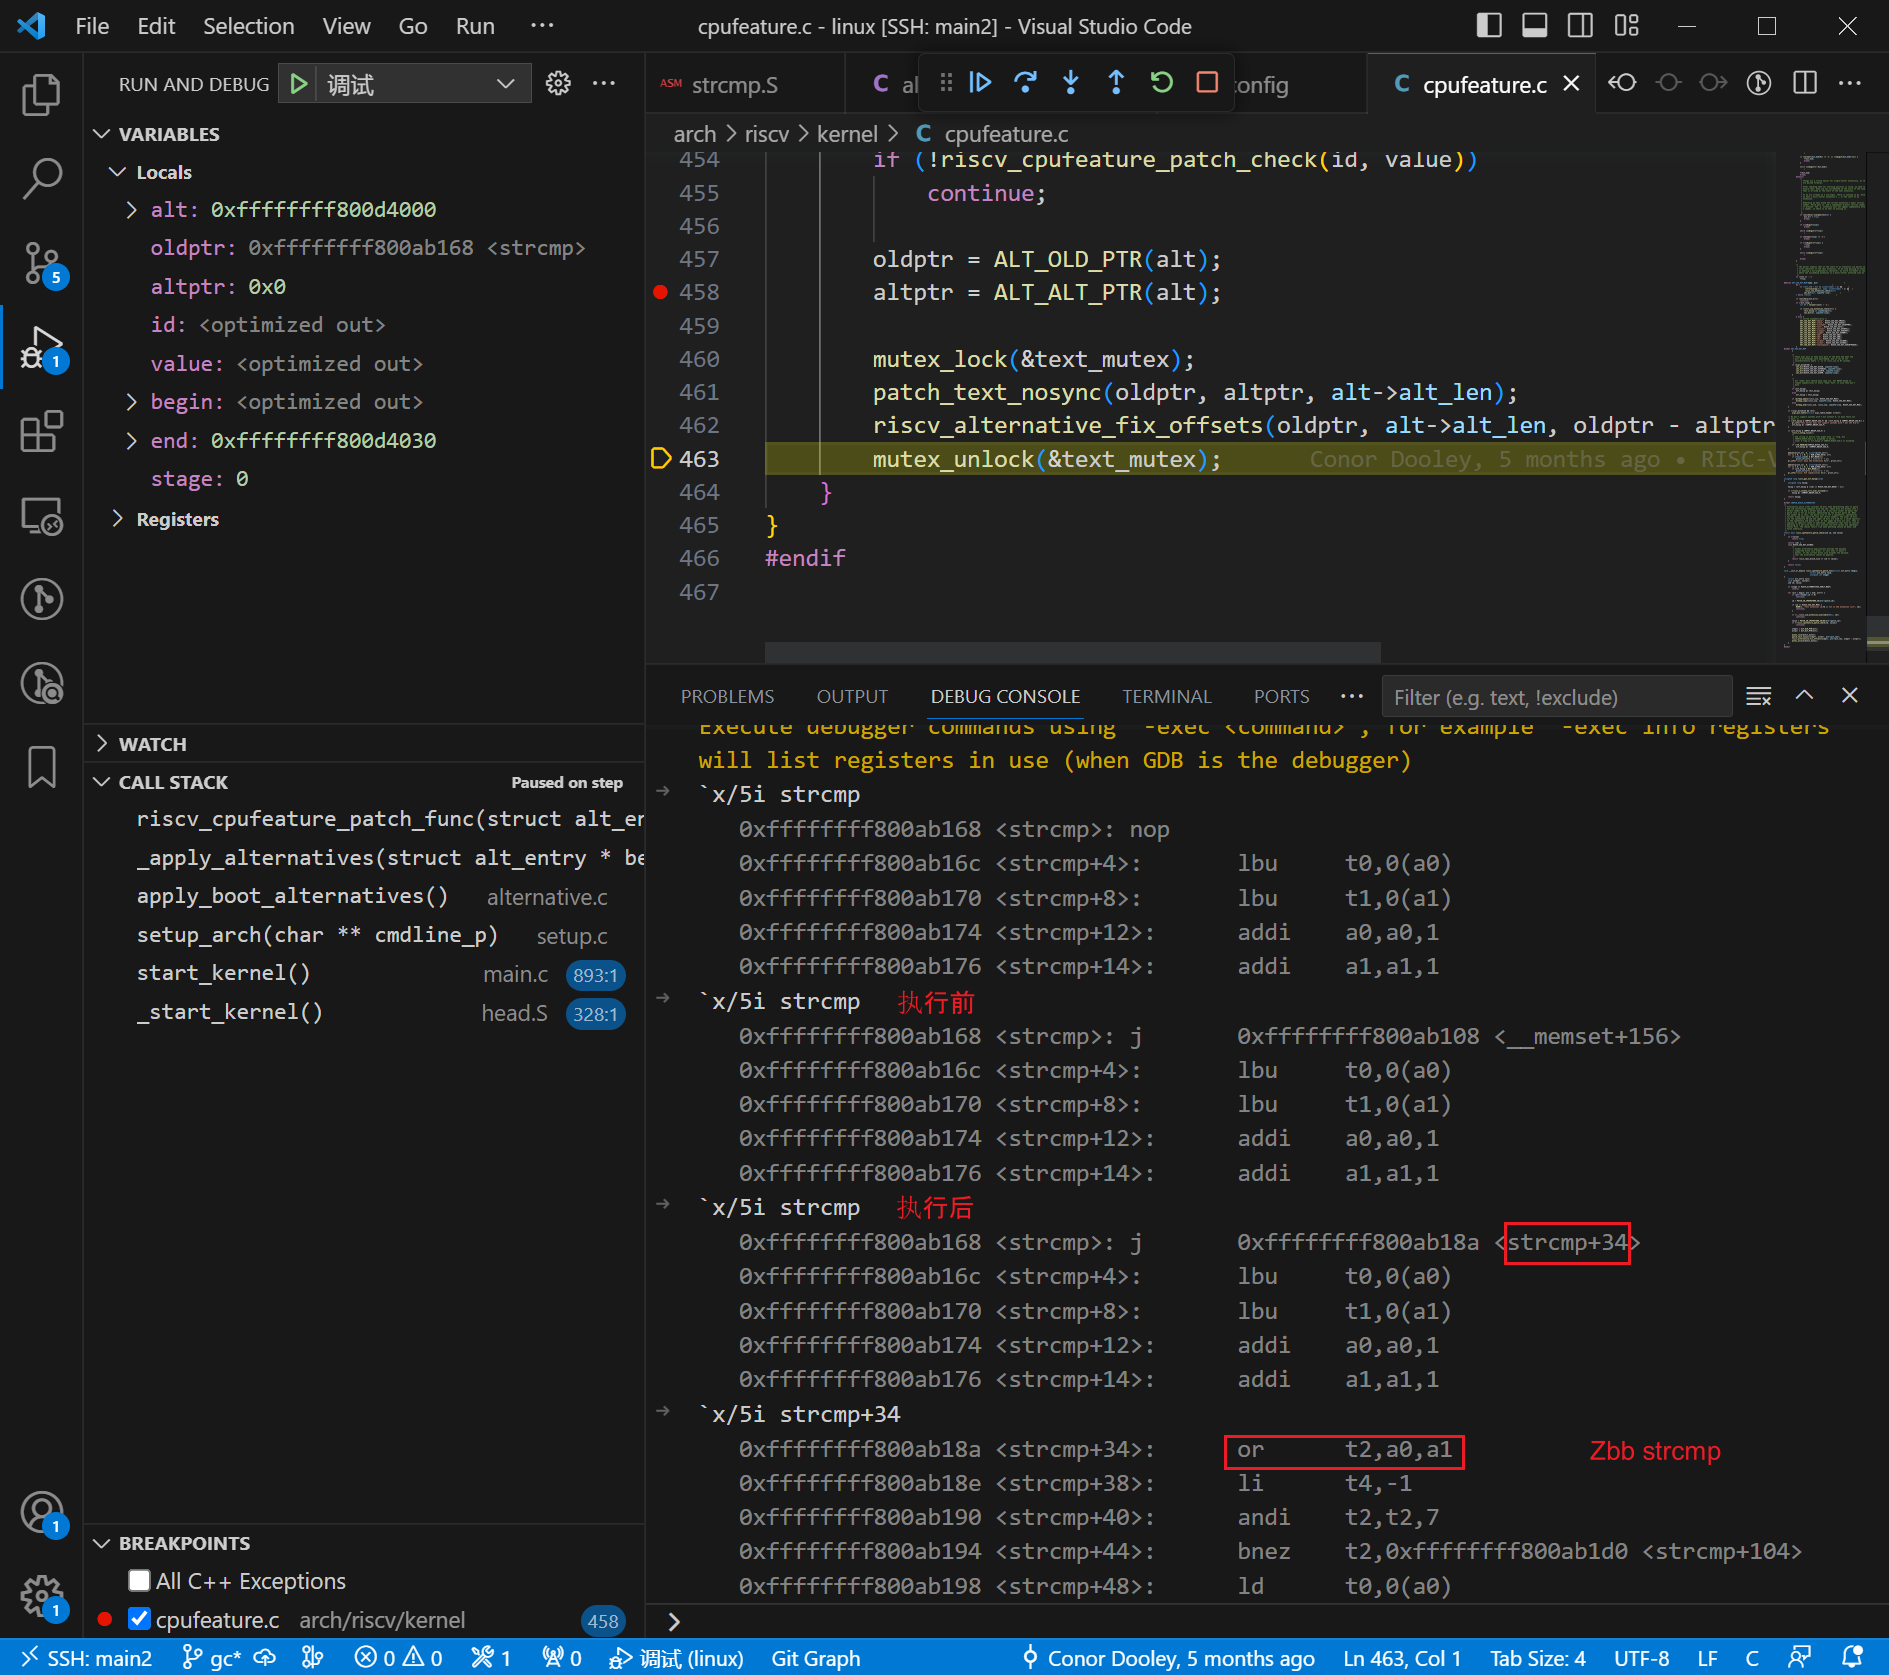 File Edit Selection View Go Run ··· cpufeature.c - linux [SSH: main2] - Visual Studio Code
RUN AND DEBUG 调试 ···
VARIABLES
Locals
alt: 0xffffffff800d4000
oldptr: 0xffffffff800ab168 <strcmp>
altptr: 0x0
id: <optimized out>
value: <optimized out>
begin: <optimized out>
end: 0xffffffff800d4030
stage: 0
Registers
WATCH
CALL STACK Paused on step
riscv_cpufeature_patch_func(struct alt_er
_apply_alternatives(struct alt_entry * be
apply_boot_alternatives() alternative.c
setup_arch(char ** cmdline_p) setup.c
start_kernel() main.c 893:1
_start_kernel() head.S 328:1
BREAKPOINTS
All C++ Exceptions
cpufeature.c arch/riscv/kernel 458
5
1
1
1
ASM strcmp.S C al onfig C cpufeature.c
arch > riscv > kernel > C cpufeature.c
454 if (!riscv_cpufeature_patch_check(id, value))
455 continue;
456
457 oldptr = ALT_OLD_PTR(alt);
458 altptr = ALT_ALT_PTR(alt);
459
460 mutex_lock(&text_mutex);
461 patch_text_nosync(oldptr, altptr, alt->alt_len);
462 riscv_alternative_fix_offsets(oldptr, alt->alt_len, oldptr - altptr
463 mutex_unlock(&text_mutex); Conor Dooley, 5 months ago • RISC-V
464 }
465 }
466 #endif
467
PROBLEMS OUTPUT DEBUG CONSOLE TERMINAL PORTS ··· Filter (e.g. text, !exclude)
Execute debugger commands using "-exec <command>", for example "-exec info registers"
will list registers in use (when GDB is the debugger)
`x/5i strcmp
0xffffffff800ab168 <strcmp>: nop
0xffffffff800ab16c <strcmp+4>: lbu t0,0(a0)
0xffffffff800ab170 <strcmp+8>: lbu t1,0(a1)
0xffffffff800ab174 <strcmp+12>: addi a0,a0,1
0xffffffff800ab176 <strcmp+14>: addi a1,a1,1
`x/5i strcmp 执行前
0xffffffff800ab168 <strcmp>: j 0xffffffff800ab108 <__memset+156>
0xffffffff800ab16c <strcmp+4>: lbu t0,0(a0)
0xffffffff800ab170 <strcmp+8>: lbu t1,0(a1)
0xffffffff800ab174 <strcmp+12>: addi a0,a0,1
0xffffffff800ab176 <strcmp+14>: addi a1,a1,1
`x/5i strcmp 执行后
0xffffffff800ab168 <strcmp>: j 0xffffffff800ab18a <strcmp+34>
0xffffffff800ab16c <strcmp+4>: lbu t0,0(a0)
0xffffffff800ab170 <strcmp+8>: lbu t1,0(a1)
0xffffffff800ab174 <strcmp+12>: addi a0,a0,1
0xffffffff800ab176 <strcmp+14>: addi a1,a1,1
`x/5i strcmp+34
0xffffffff800ab18a <strcmp+34>: or t2,a0,a1 Zbb strcmp
0xffffffff800ab18e <strcmp+38>: li t4,-1
0xffffffff800ab190 <strcmp+40>: andi t2,t2,7
0xffffffff800ab194 <strcmp+44>: bnez t2,0xffffffff800ab1d0 <strcmp+104>
0xffffffff800ab198 <strcmp+48>: ld t0,0(a0)
SSH: main2 gc* 0 0 1 0 调试 (linux) Git Graph Conor Dooley, 5 months ago Ln 463, Col 1 Tab Size: 4 UTF-8 LF C